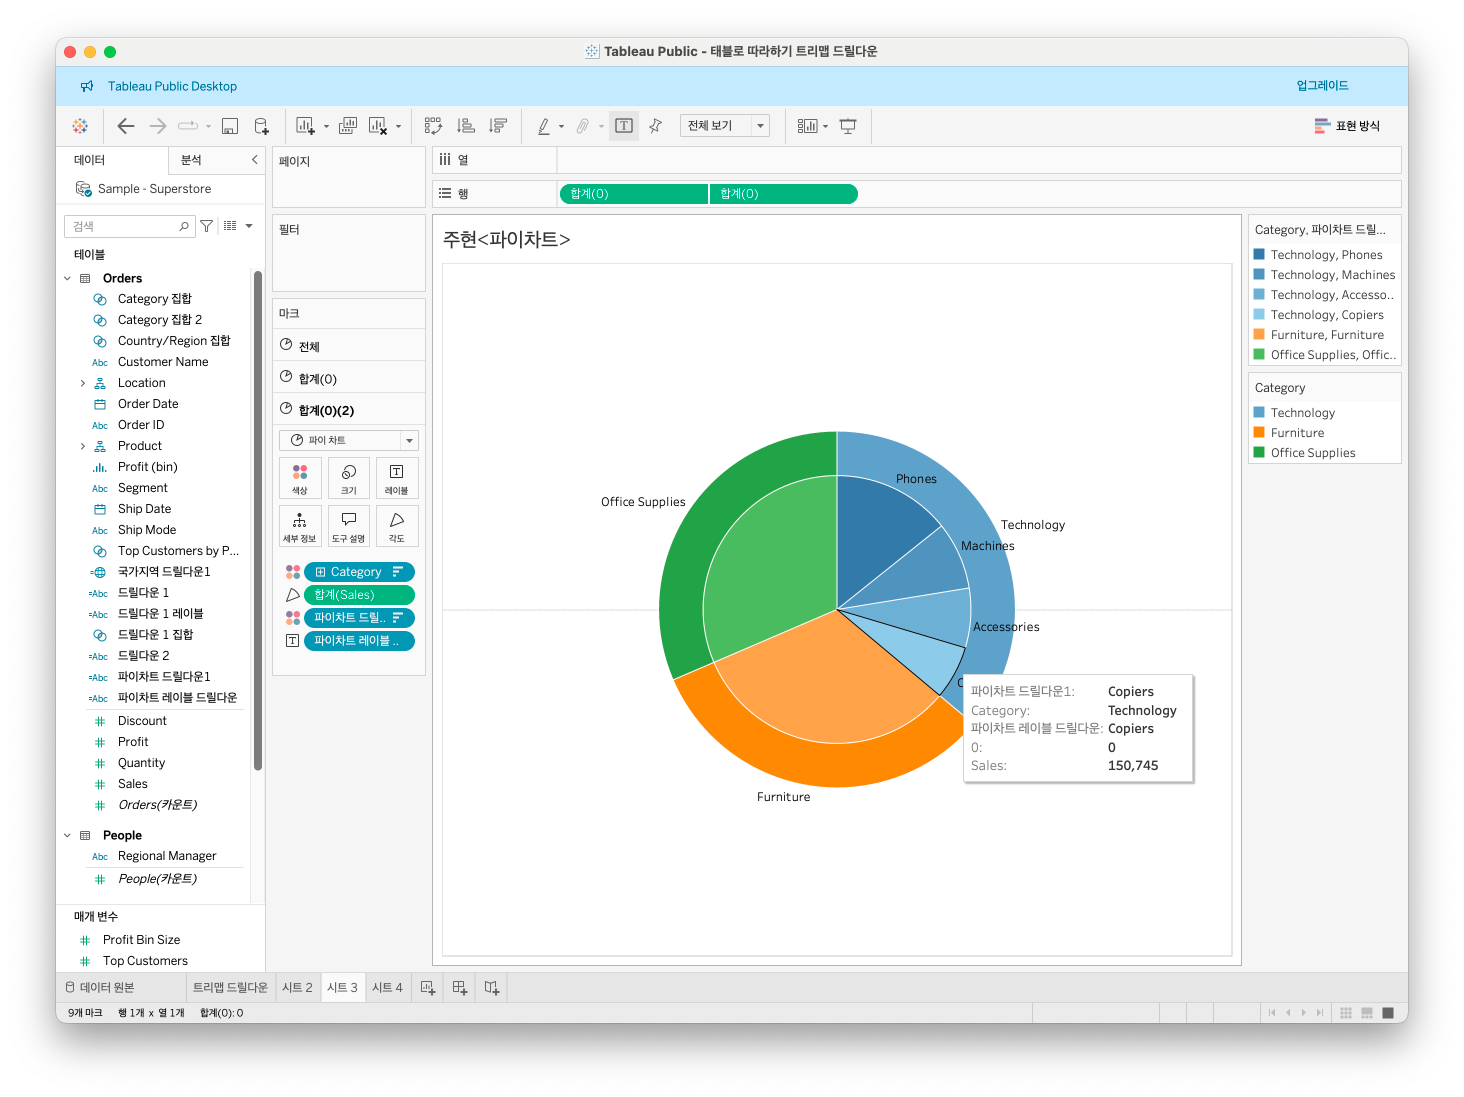 Tableau Public - 태블로 따라하기 트리맵 드릴다운
Tableau Public Desktop
업그레이드
전체 보기
표현 방식
데이터
분석
Sample - Superstore
검색
테이블
Orders
Category 집합
Category 집합 2
Country/Region 집합
Abc Customer Name
Location
Order Date
Abc Order ID
Product
Profit (bin)
Abc Segment
Ship Date
Abc Ship Mode
Top Customers by P...
국가지역 드릴다운1
=Abc 드릴다운 1
=Abc 드릴다운 1 레이블
드릴다운 1 집합
=Abc 드릴다운 2
=Abc 파이차트 드릴다운1
=Abc 파이차트 레이블 드릴다운
Discount
Profit
Quantity
Sales
Orders(카운트)
People
Abc Regional Manager
People(카운트)
매개 변수
Profit Bin Size
Top Customers
페이지
필터
마크
전체
합계(0)
합계(0)(2)
파이 차트
색상
크기
레이블
세부 정보
도구 설명
각도
Category
합계(Sales)
파이차트 드릴..
파이차트 레이블 ..
열
행
합계(0)
합계(0)
주현<파이차트>
Phones
Office Supplies
Technology
Machines
Accessories
C
Furniture
파이차트 드릴다운1: Copiers
Category: Technology
파이차트 레이블 드릴다운: Copiers
0: 0
Sales: 150,745
Category, 파이차트 드릴...
Technology, Phones
Technology, Machines
Technology, Accesso..
Technology, Copiers
Furniture, Furniture
Office Supplies, Offic..
Category
Technology
Furniture
Office Supplies
데이터 원본
트리맵 드릴다운
시트 2
시트 3
시트 4
9개 마크
행 1개 x 열 1개
합계(0): 0